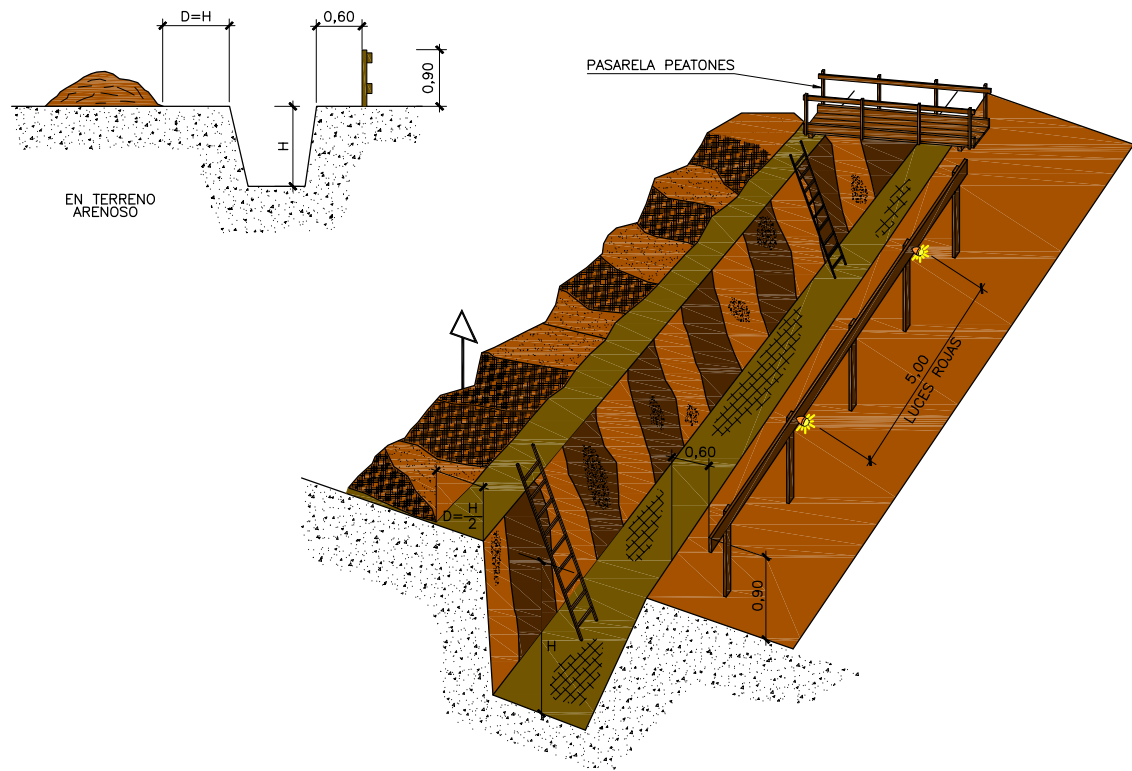 D=H
0,60
0,90
H
EN TERRENO
ARENOSO
PASARELA PEATONES
5,00
LUCES ROJAS
0,60
D=H/2
0,90
H